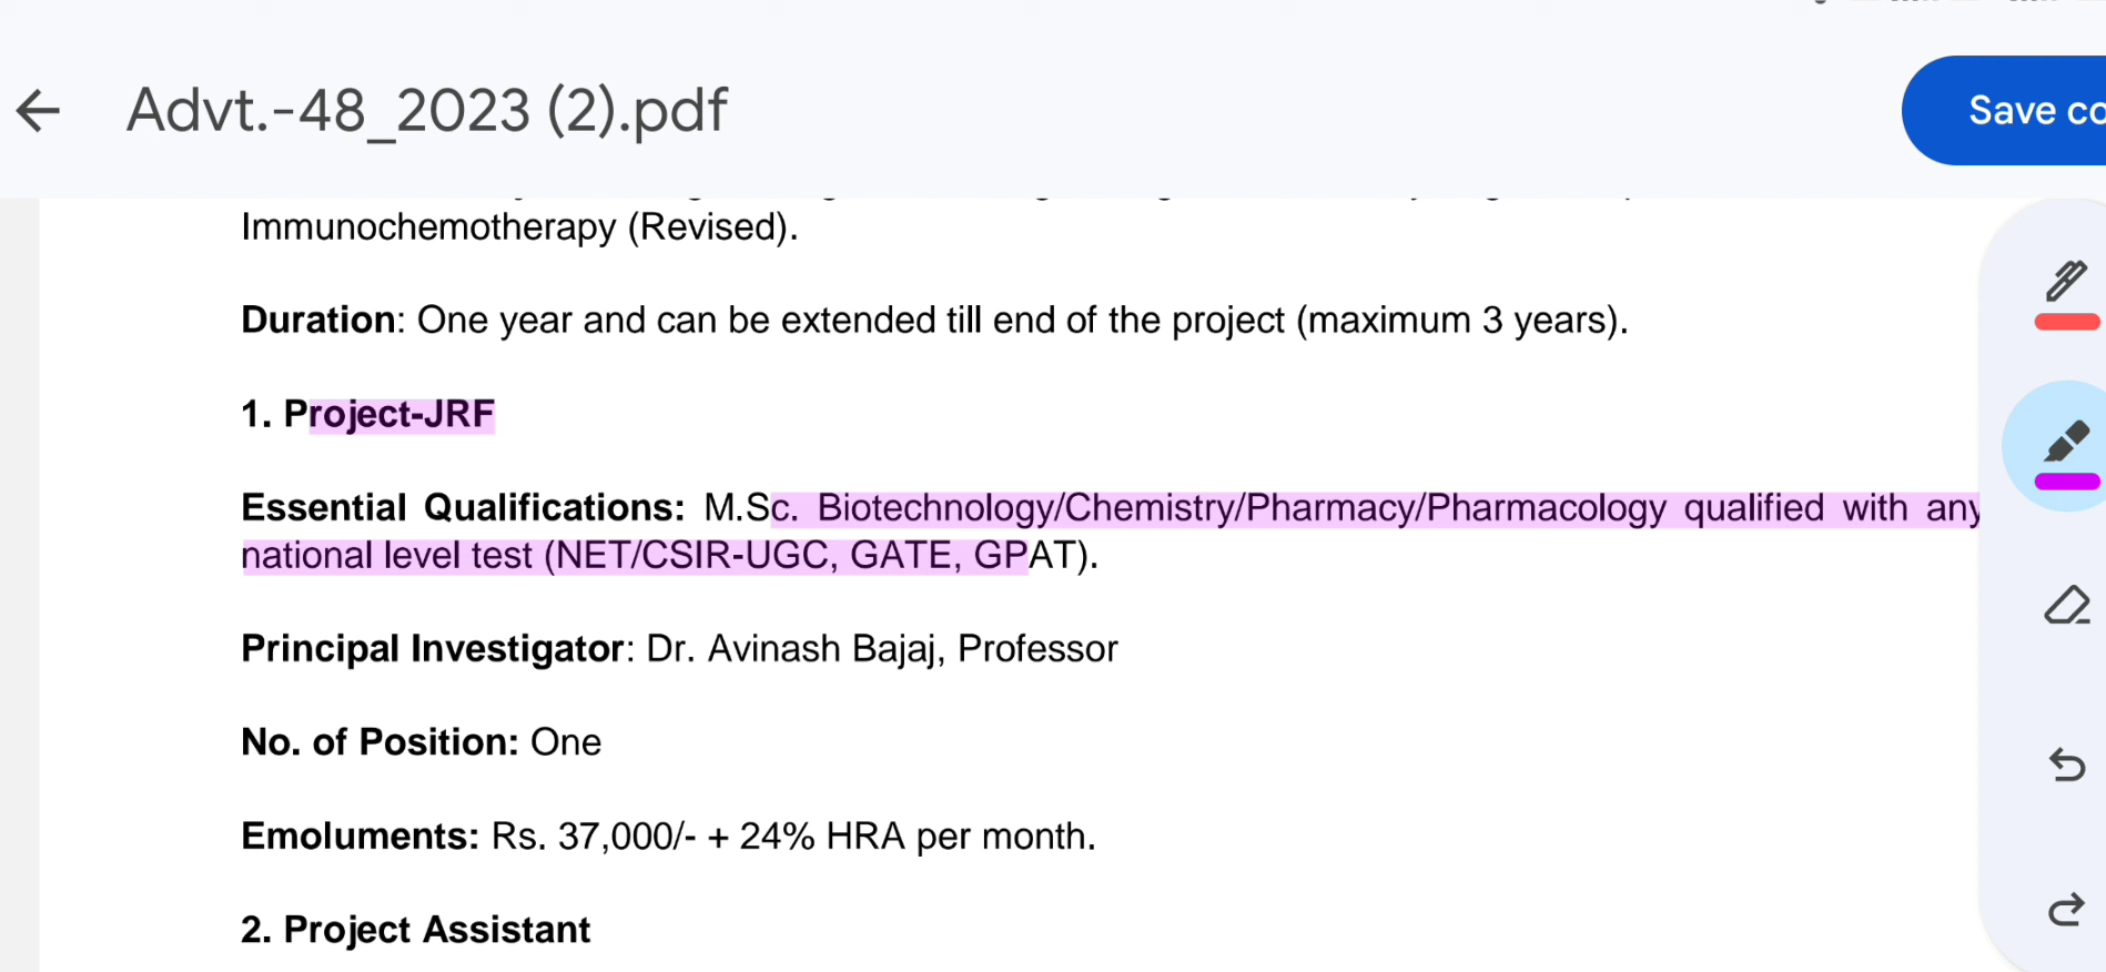 Advt.-48_2023 (2).pdf
Save co
Immunochemotherapy (Revised).
Duration: One year and can be extended till end of the project (maximum 3 years).
1. Project-JRF
Essential Qualifications: M.Sc. Biotechnology/Chemistry/Pharmacy/Pharmacology qualified with any
national level test (NET/CSIR-UGC, GATE, GPAT).
Principal Investigator: Dr. Avinash Bajaj, Professor
No. of Position: One
Emoluments: Rs. 37,000/- + 24% HRA per month.
2. Project Assistant